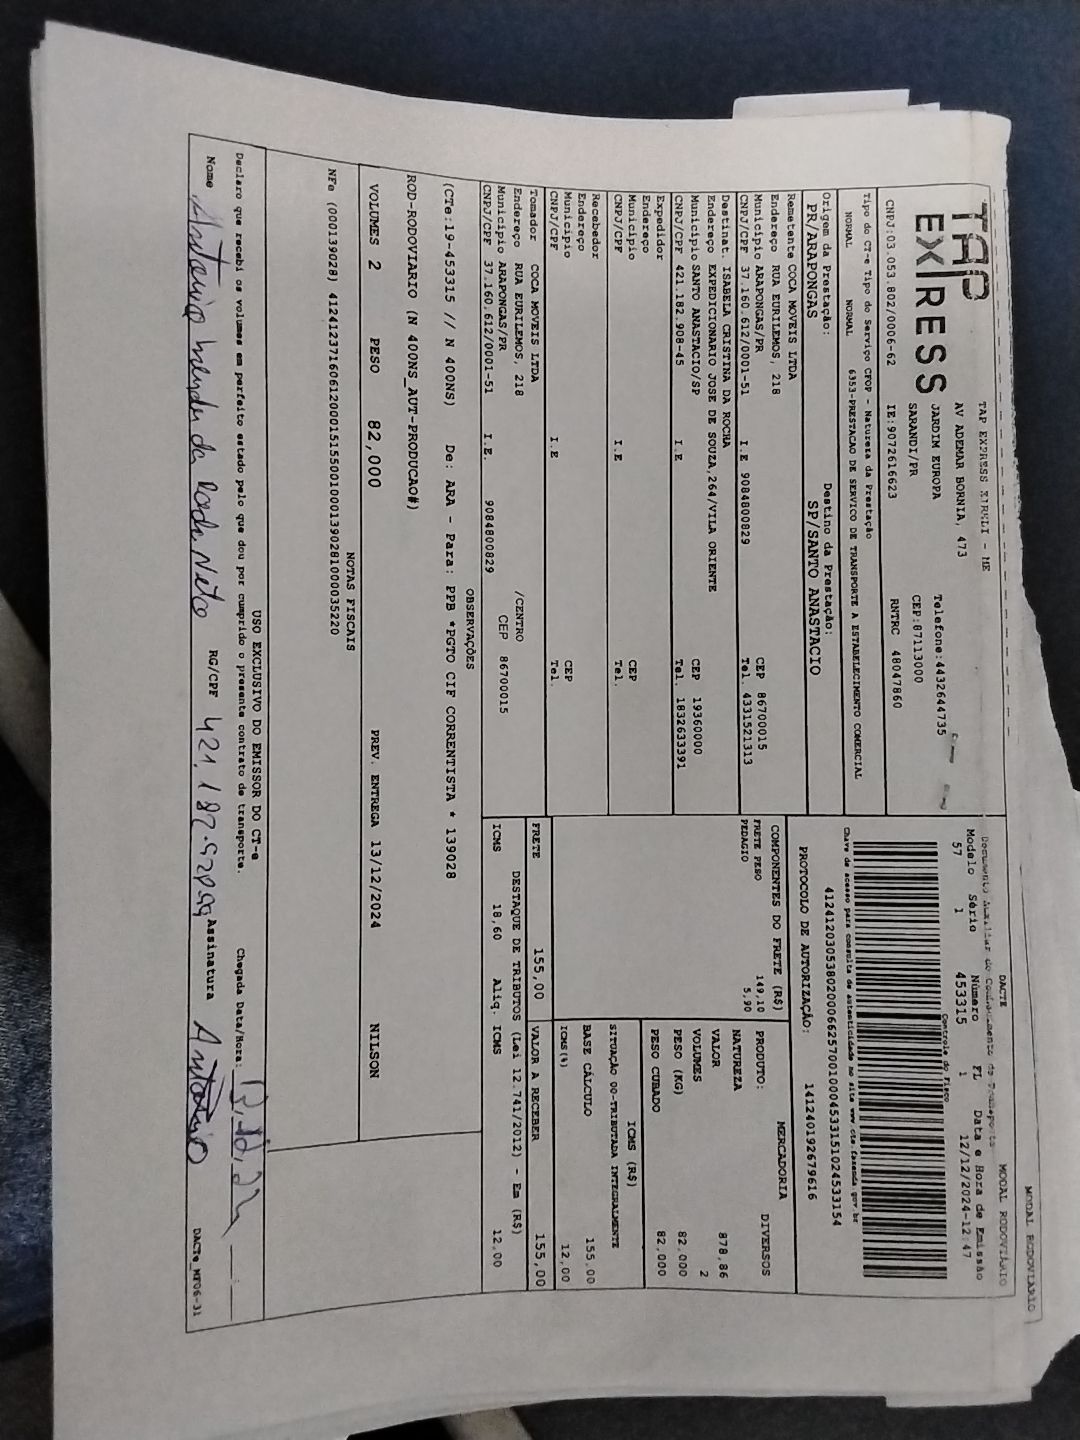 MODAL RODOVIÁRIO
TAP EXPRESS EIRELI - ME
DACTE
MODAL RODOVIÁRIO
Documento Auxiliar do Conhecimento de Transporte
TAP
EXPRESS
AV ADEMAR BORNIA, 473
JARDIM EUROPA
SARANDI/PR
Telefone:4432644735
CEP:87113000
CNPJ:03.053.802/0006-62
IE:9072616623
RNTRC 48047860
Modelo Série Número FL Data e Hora de Emissão
57 1 453315 1 12/12/2024-12:47
Controle do Fisco
Tipo do CT-e Tipo do Serviço CFOP - Natureza da Prestação
NORMAL NORMAL 6353-PRESTACAO DE SERVICO DE TRANSPORTE A ESTABELECIMENTO COMERCIAL
Chave de acesso para consulta de autenticidade no site www.cte.fazenda.gov.br
41241203053802000662570010004533151024533154
Origem da Prestação: Destino da Prestação:
PR/ARAPONGAS SP/SANTO ANASTACIO
PROTOCOLO DE AUTORIZAÇÃO: 141240192679616
Remetente COCA MOVEIS LTDA
Endereço RUA EURILEMOS, 218
Município ARAPONGAS/PR CEP 86700015
CNPJ/CPF 37.160.612/0001-51 I.E 9084800829 Tel. 4331521313
Destinat. ISABELA CRISTINA DA ROCHA
Endereço EXPEDICIONARIO JOSE DE SOUZA,264/VILA ORIENTE
Município SANTO ANASTACIO/SP CEP 19360000
CNPJ/CPF 421.182.908-45 I.E Tel. 1832633391
Expedidor
Endereço
Município CEP
CNPJ/CPF I.E Tel.
Recebedor
Endereço
Município CEP
CNPJ/CPF I.E Tel.
COMPONENTES DO FRETE (R$)
FRETE PESO 149,10
PEDAGIO 5,90
MERCADORIA
PRODUTO: DIVERSOS
NATUREZA
VALOR 878,86
VOLUMES 2
PESO (KG) 82,000
PESO CUBADO 82,000
ICMS (R$)
SITUAÇÃO 00-TRIBUTADA INTEGRALMENTE
BASE CÁLCULO 155,00
ICMS(%) 12,00
Tomador COCA MOVEIS LTDA
Endereço RUA EURILEMOS, 218 /CENTRO
Município ARAPONGAS/PR CEP 86700015
CNPJ/CPF 37.160.612/0001-51 I.E. 9084800829
FRETE 155,00 VALOR A RECEBER 155,00
DESTAQUE DE TRIBUTOS (Lei 12.741/2012) - Em (R$)
ICMS 18,60 Aliq. ICMS 12,00
OBSERVAÇÕES
(CTe:19-453315 // N 400NS) De: ARA - Para: PPB *PGTO CIF CORRENTISTA * 139028
ROD-RODOVIARIO (N 400NS_AUT-PRODUCAO#)
VOLUMES 2 PESO 82,000 PREV. ENTREGA 13/12/2024 NILSON
NOTAS FISCAIS
NFe (000139028) 41241237160612000151550010001390281000035220
USO EXCLUSIVO DO EMISSOR DO CT-e
Declaro que recebi os volumes em perfeito estado pelo que dou por cumprido o presente contrato de transporte. Chegada Data/Hora:
Nome da Neto RG/CPF Assinatura Antonio
DACTe_MF06-31